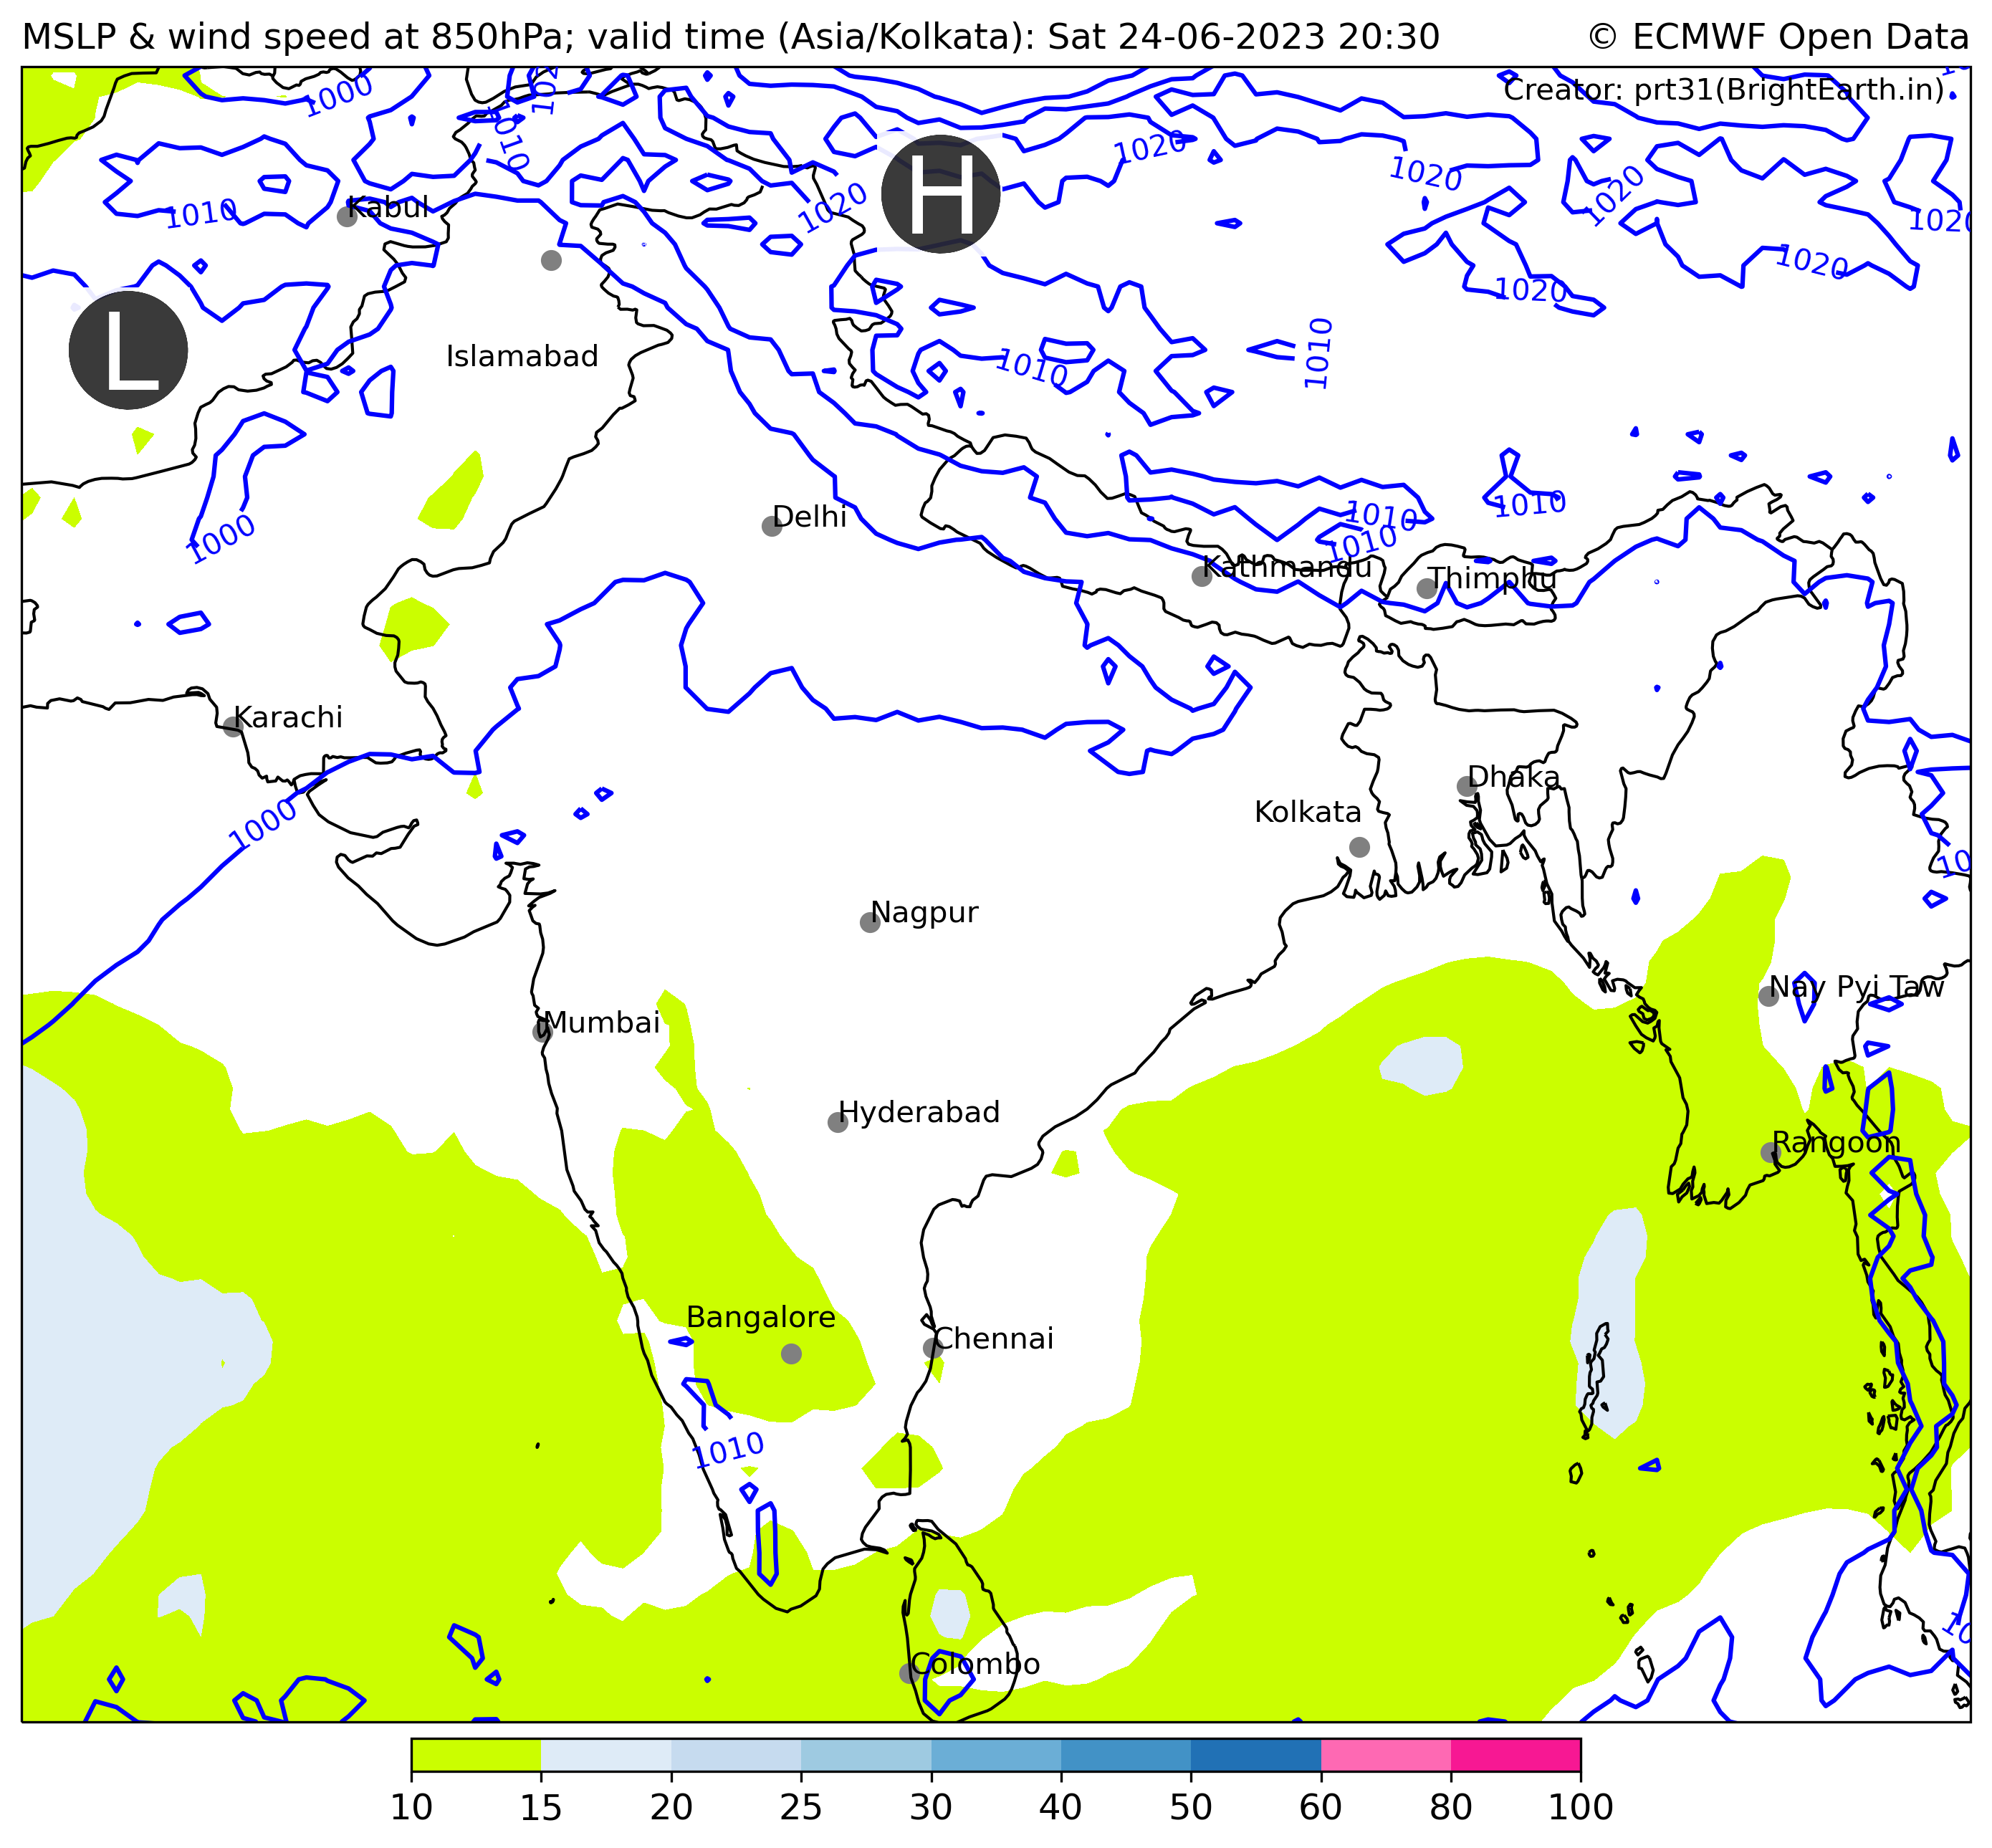 MSLP & wind speed at 850hPa; valid time (Asia/Kolkata): Sat 24-06-2023 20:30 © ECMWF Open Data
Creator: prt31(BrightEarth.in)
1000
1010
1020
1020
1020
1020
H
1010
Kabul
1020
1020
1020
1020
L
Islamabad
1010
1010
1000
Delhi
1010
1010
1010
Kathmandu
Thimphu
Karachi
1000
Dhaka
Kolkata
Nagpur
Nay Pyi Taw
Mumbai
Hyderabad
Rangoon
Bangalore
Chennai
1010
Colombo
10 15 20 25 30 40 50 60 80 100